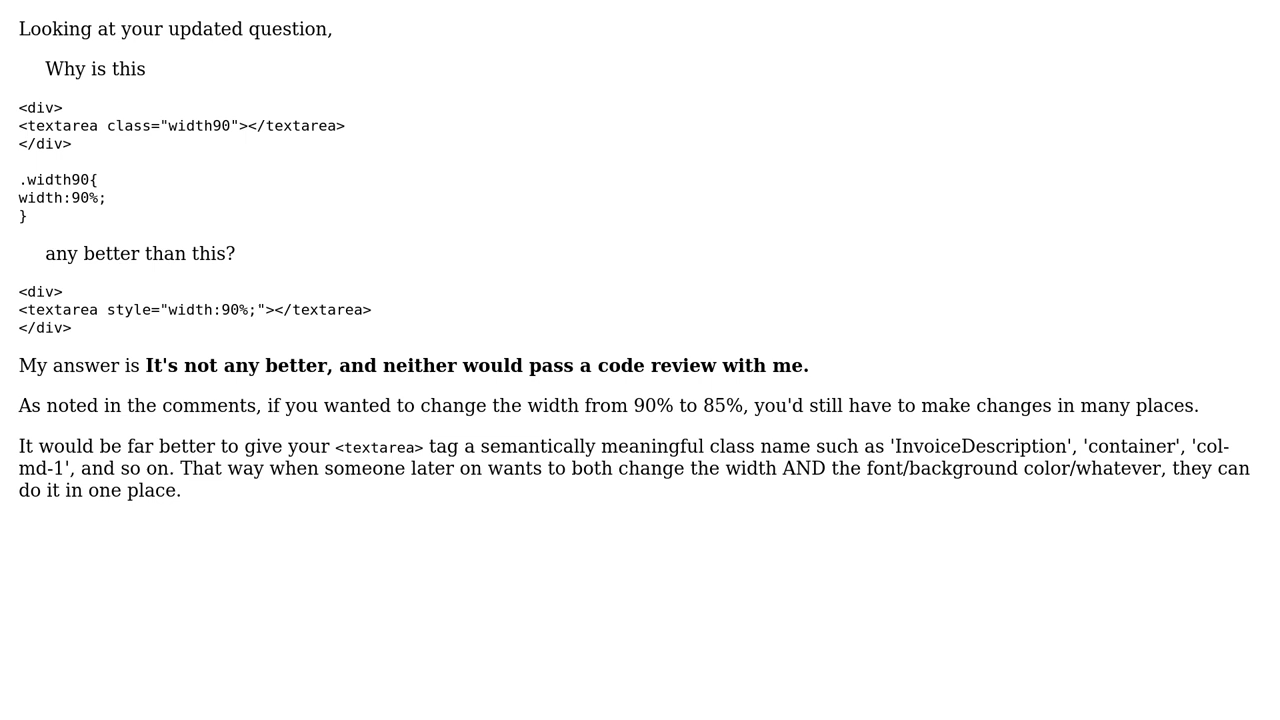 Looking at your updated question,
Why is this
<div>
<textarea class="width90"></textarea>
</div>
.width90{
width:90%;
}
any better than this?
<div>
<textarea style="width:90%;"></textarea>
</div>
My answer is It's not any better, and neither would pass a code review with me.
As noted in the comments, if you wanted to change the width from 90% to 85%, you'd still have to make changes in many places.
It would be far better to give your <textarea> tag a semantically meaningful class name such as 'InvoiceDescription', 'container', 'col-
md-1', and so on. That way when someone later on wants to both change the width AND the font/background color/whatever, they can
do it in one place.